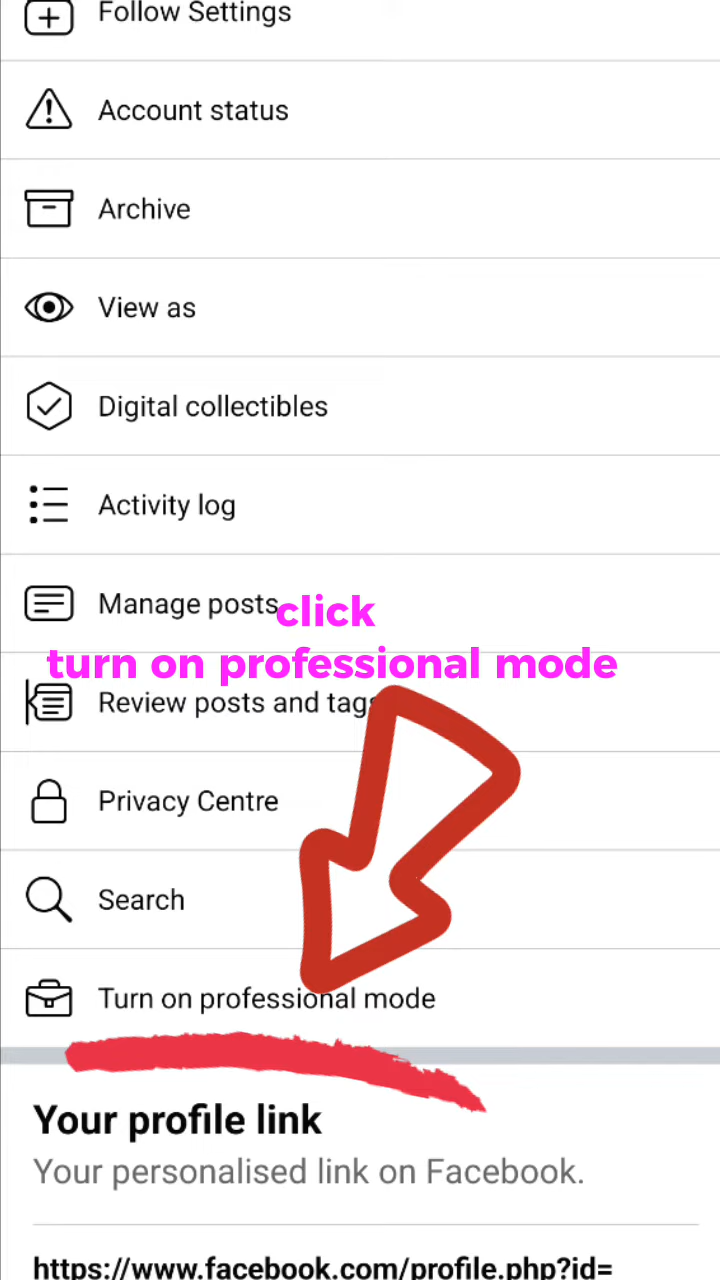 Follow Settings
Account status
Archive
View as
Digital collectibles
Activity log
Manage posts
click
turn on professional mode
Review posts and tags
Privacy Centre
Search
Turn on professional mode
Your profile link
Your personalised link on Facebook.
https://www.facebook.com/profile.php?id=